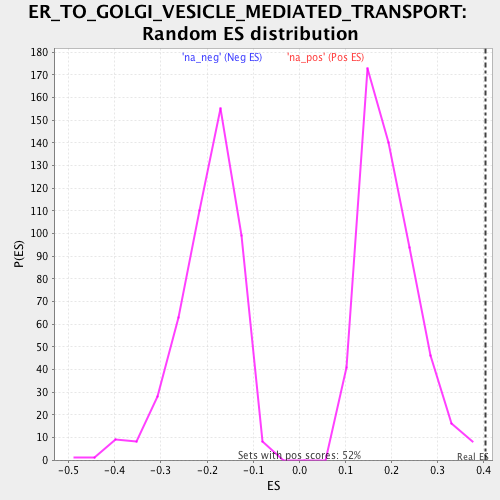 ER_TO_GOLGI_VESICLE_MEDIATED_TRANSPORT:
Random ES distribution
'na_neg' (Neg ES) 'na_pos' (Pos ES)
180
170
160
150
140
130
120
110
100
90
80
70
60
50
40
30
20
10
0
P(ES)
Sets with pos scores: 52%
Real ES
-0.5 -0.4 -0.3 -0.2 -0.1 0.0 0.1 0.2 0.3 0.4
ES